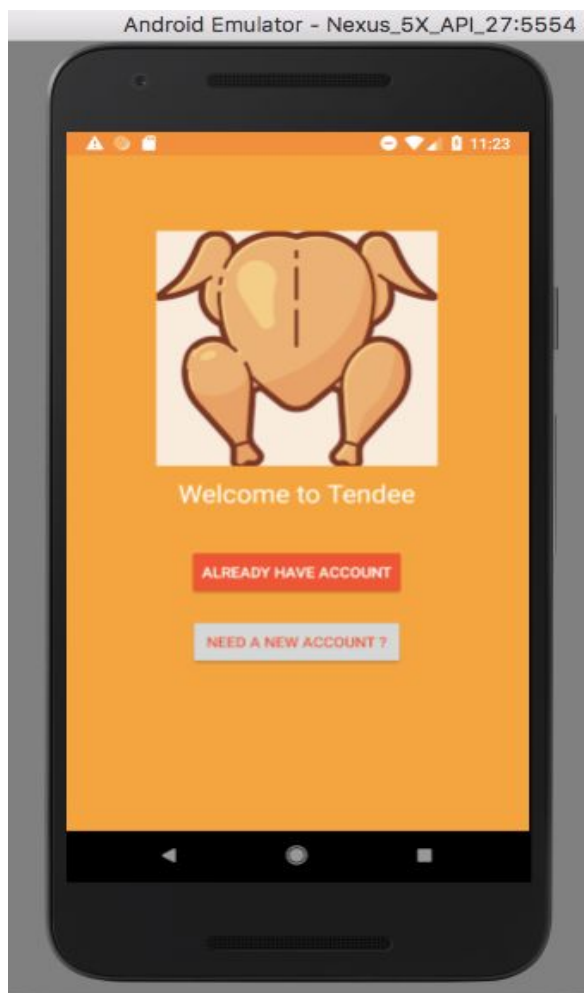 Android Emulator - Nexus_5X_API_27:5554
11:23
Welcome to Tendee
ALREADY HAVE ACCOUNT
NEED A NEW ACCOUNT ?